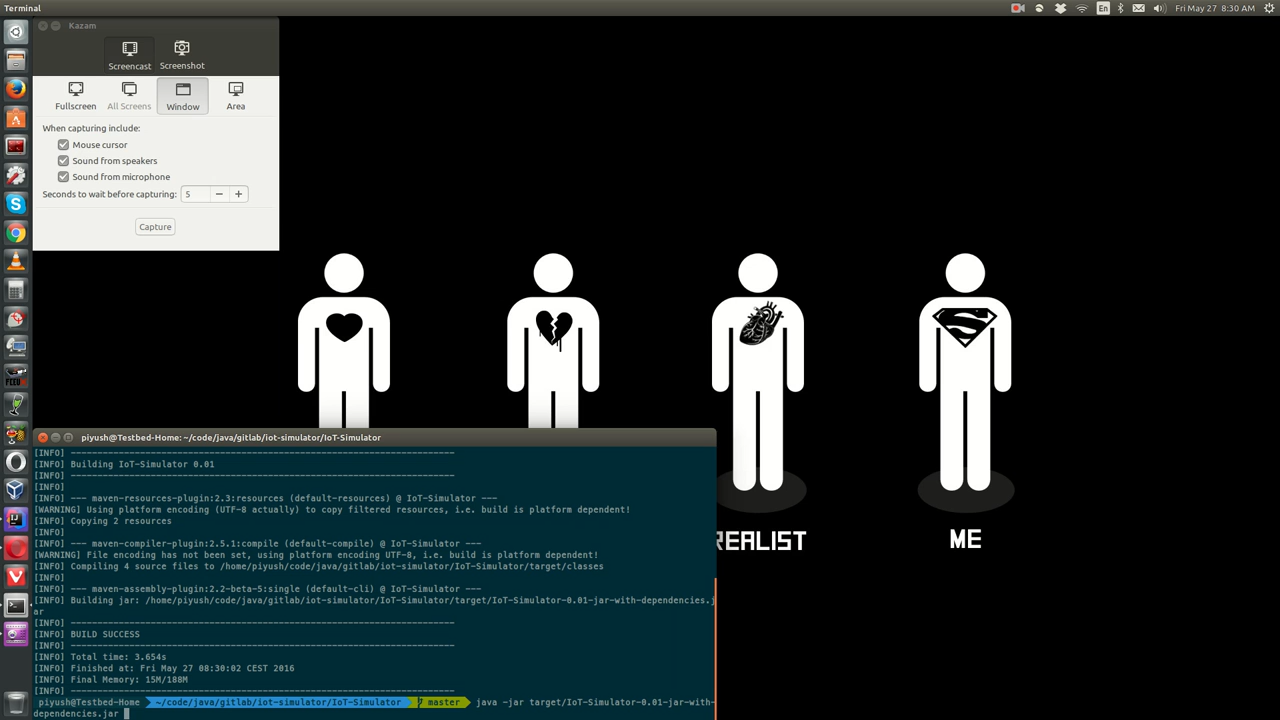 Terminal
En
Fri May 27 8:30 AM
Kazam
Screencast
Screenshot
Fullscreen
All Screens
Window
Area
When capturing include:
Mouse cursor
Sound from speakers
Sound from microphone
Seconds to wait before capturing: 5
Capture
REALIST
ME
piyush@Testbed-Home: ~/code/java/gitlab/iot-simulator/IoT-Simulator
[INFO] ------------------------------------------------------------------------
[INFO] Building IoT-Simulator 0.01
[INFO] ------------------------------------------------------------------------
[INFO]
[INFO] --- maven-resources-plugin:2.3:resources (default-resources) @ IoT-Simulator ---
[WARNING] Using platform encoding (UTF-8 actually) to copy filtered resources, i.e. build is platform dependent!
[INFO] Copying 2 resources
[INFO]
[INFO] --- maven-compiler-plugin:2.5.1:compile (default-compile) @ IoT-Simulator ---
[WARNING] File encoding has not been set, using platform encoding UTF-8, i.e. build is platform dependent!
[INFO] Compiling 4 source files to /home/piyush/code/java/gitlab/iot-simulator/IoT-Simulator/target/classes
[INFO]
[INFO] --- maven-assembly-plugin:2.2-beta-5:single (default-cli) @ IoT-Simulator ---
[INFO] Building jar: /home/piyush/code/java/gitlab/iot-simulator/IoT-Simulator/target/IoT-Simulator-0.01-jar-with-dependencies.j
ar
[INFO] ------------------------------------------------------------------------
[INFO] BUILD SUCCESS
[INFO] ------------------------------------------------------------------------
[INFO] Total time: 3.654s
[INFO] Finished at: Fri May 27 08:30:02 CEST 2016
[INFO] Final Memory: 15M/188M
[INFO] ------------------------------------------------------------------------
piyush@Testbed-Home ~/code/java/gitlab/iot-simulator/IoT-Simulator master java -jar target/IoT-Simulator-0.01-jar-with-
dependencies.jar